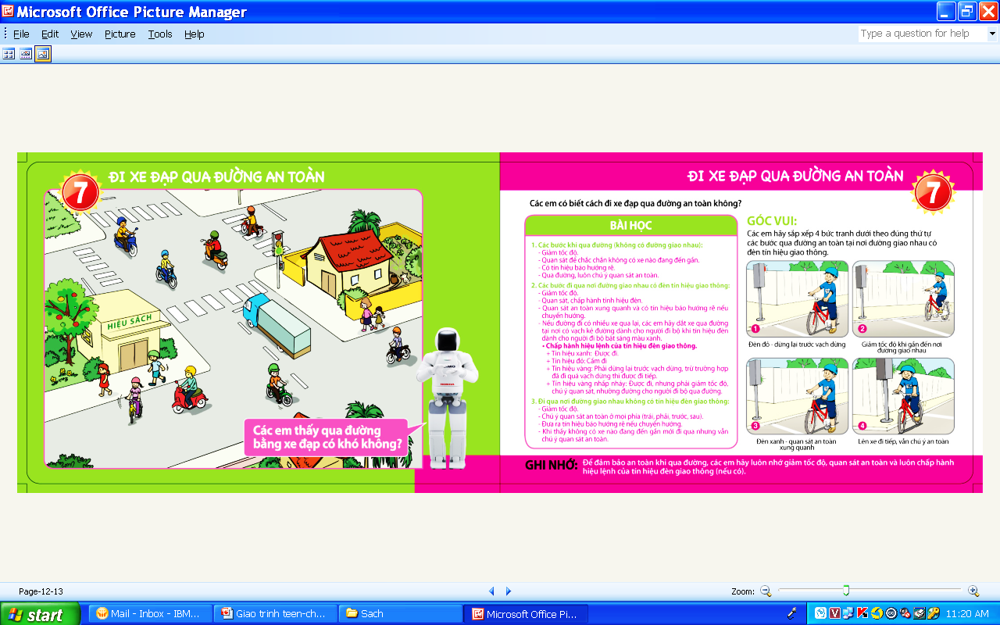 Microsoft Office Picture Manager
File Edit View Picture Tools Help
Type a question for help
ĐI XE ĐẠP QUA ĐƯỜNG AN TOÀN
7
HIỆU SÁCH
HONDA
Các em thấy qua đường
bằng xe đạp có khó không?
ĐI XE ĐẠP QUA ĐƯỜNG AN TOÀN
7
Các em có biết cách đi xe đạp qua đường an toàn không?
BÀI HỌC
1. Các bước khi qua đường (không có đường giao nhau):
- Giảm tốc độ.
- Quan sát để chắc chắn không có xe nào đang đến gần.
- Có tín hiệu báo hướng rẽ.
- Qua đường, luôn chú ý quan sát an toàn.
2. Các bước đi qua nơi đường giao nhau có đèn tín hiệu giao thông:
- Giảm tốc độ.
- Quan sát, chấp hành tính hiệu đèn.
- Quan sát an toàn xung quanh và có tín hiệu báo hướng rẽ nếu
chuyển hướng.
- Nếu đường đi có nhiều xe qua lại, các em hãy dắt xe qua đường
tại nơi có vạch kẻ đường dành cho người đi bộ khi tín hiệu đèn
dành cho người đi bộ bật sáng màu xanh.
• Chấp hành hiệu lệnh của tín hiệu đèn giao thông.
+ Tín hiệu xanh: Được đi.
+ Tín hiệu đỏ: Cấm đi
+ Tín hiệu vàng: Phải dừng lại trước vạch dừng, trừ trường hợp
đã đi quá vạch dừng thì được đi tiếp.
+ Tín hiệu vàng nhấp nháy: Được đi, nhưng phải giảm tốc độ,
chú ý quan sát, nhường đường cho người đi bộ qua đường.
3. Đi qua nơi đường giao nhau không có tín hiệu đèn giao thông:
- Giảm tốc độ.
- Chú ý quan sát an toàn ở mọi phía (trái, phải, trước, sau).
- Đưa ra tín hiệu báo hướng rẽ nếu chuyển hướng.
- Khi thấy không có xe nào đang đến gần mới đi qua nhưng vẫn
chú ý quan sát an toàn.
GÓC VUI:
Các em hãy sắp xếp 4 bức tranh dưới theo đúng thứ tự
các bước qua đường an toàn tại nơi đường giao nhau có
đèn tín hiệu giao thông.
1
Đèn đỏ - dừng lại trước vạch dừng
2
Giảm tốc độ khi gần đến nơi
đường giao nhau
3
Đèn xanh - quan sát an toàn
xung quanh
4
Lên xe đi tiếp, vẫn chú ý an toàn
GHI NHỚ: Để đảm bảo an toàn khi qua đường, các em hãy luôn nhớ giảm tốc độ, quan sát an toàn và luôn chấp hành
hiệu lệnh của tín hiệu đèn giao thông (nếu có).
Page-12-13
Zoom:
start
Mail - Inbox - IBM...
Giao trinh teen-ch...
Sach
Microsoft Office Pi...
11:20 AM